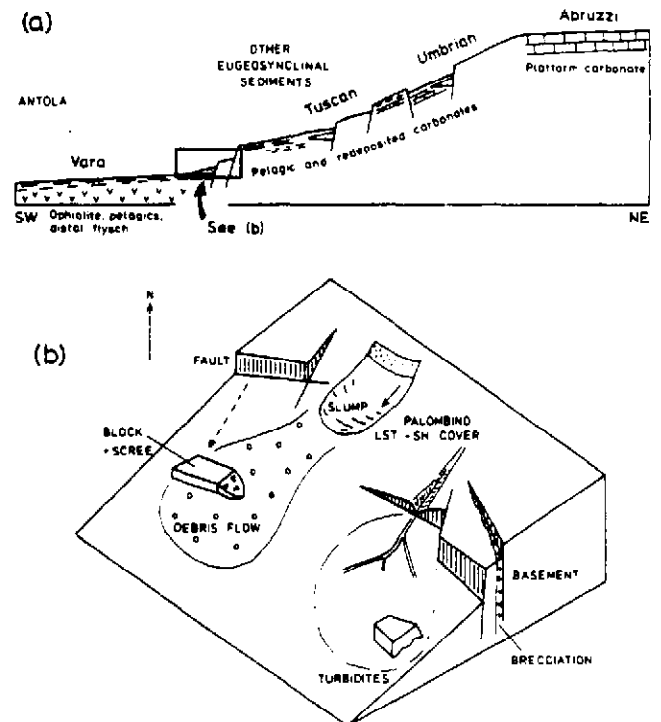 (a)
Abruzzi
OTHER
EUGEOSYNCLINAL
SEDIMENTS
Umbrian
Platform carbonate
ANTOLA
Tuscan
Pelagic and redeposited carbonates
Vara
SW
Ophiolite, pelagics,
distal flysch
See (b)
NE
N
(b)
FAULT
SLUMP
PALOMBINO
LST - SH COVER
BLOCK
+ SCREE
DEBRIS FLOW
BASEMENT
TURBIDITES
BRECCIATION